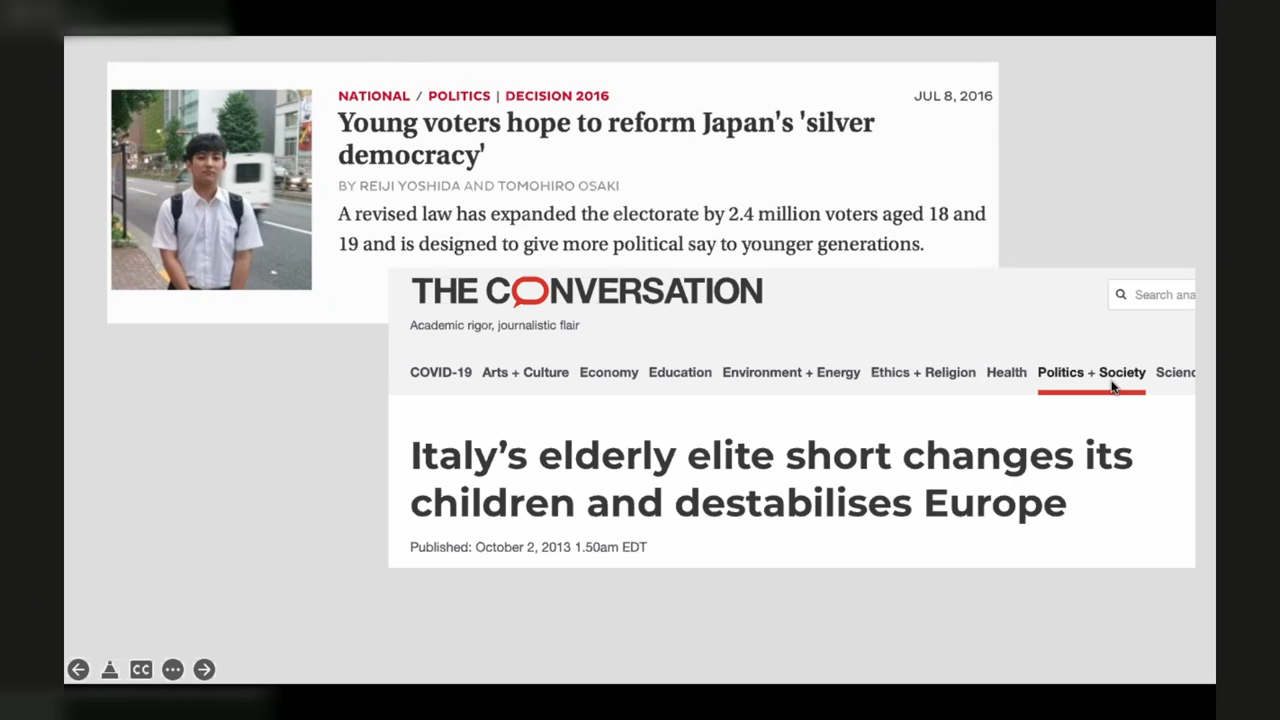 NATIONAL / POLITICS | DECISION 2016
JUL 8, 2016
Young voters hope to reform Japan's 'silver
democracy'
BY REIJI YOSHIDA AND TOMOHIRO OSAKI
A revised law has expanded the electorate by 2.4 million voters aged 18 and
19 and is designed to give more political say to younger generations.
THE CONVERSATION
Search ana
Academic rigor, journalistic flair
COVID-19 Arts + Culture Economy Education Environment + Energy Ethics + Religion Health Politics + Society Scienc
Italy’s elderly elite short changes its
children and destabilises Europe
Published: October 2, 2013 1.50am EDT
CC